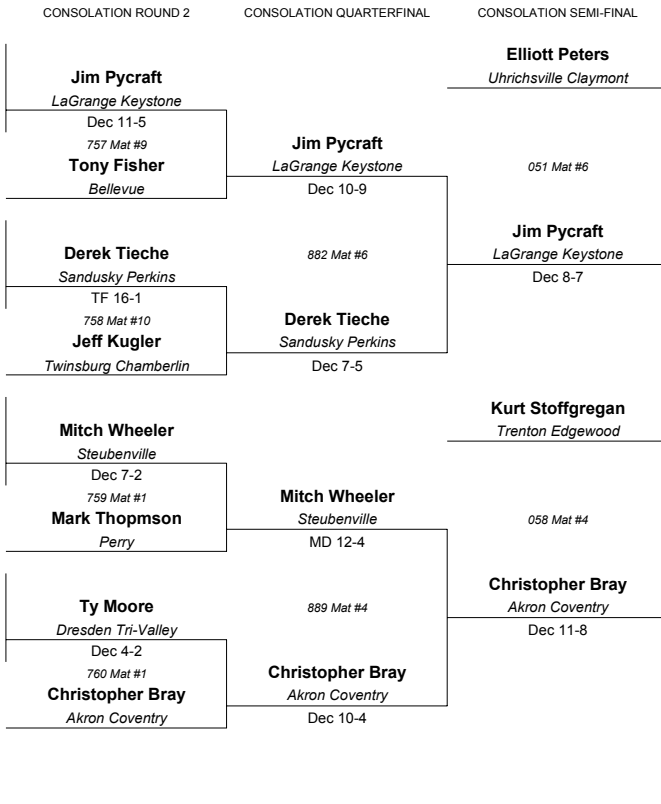 CONSOLATION ROUND 2
CONSOLATION QUARTERFINAL
CONSOLATION SEMI-FINAL
Elliott Peters
Uhrichsville Claymont
Jim Pycraft
LaGrange Keystone
Dec 11-5
757 Mat #9
Tony Fisher
Bellevue
Jim Pycraft
LaGrange Keystone
Dec 10-9
051 Mat #6
Derek Tieche
Sandusky Perkins
TF 16-1
758 Mat #10
Jeff Kugler
Twinsburg Chamberlin
882 Mat #6
Derek Tieche
Sandusky Perkins
Dec 7-5
Jim Pycraft
LaGrange Keystone
Dec 8-7
Kurt Stoffgregan
Trenton Edgewood
Mitch Wheeler
Steubenville
Dec 7-2
759 Mat #1
Mark Thopmson
Perry
Mitch Wheeler
Steubenville
MD 12-4
058 Mat #4
Ty Moore
Dresden Tri-Valley
Dec 4-2
760 Mat #1
Christopher Bray
Akron Coventry
889 Mat #4
Christopher Bray
Akron Coventry
Dec 10-4
Christopher Bray
Akron Coventry
Dec 11-8